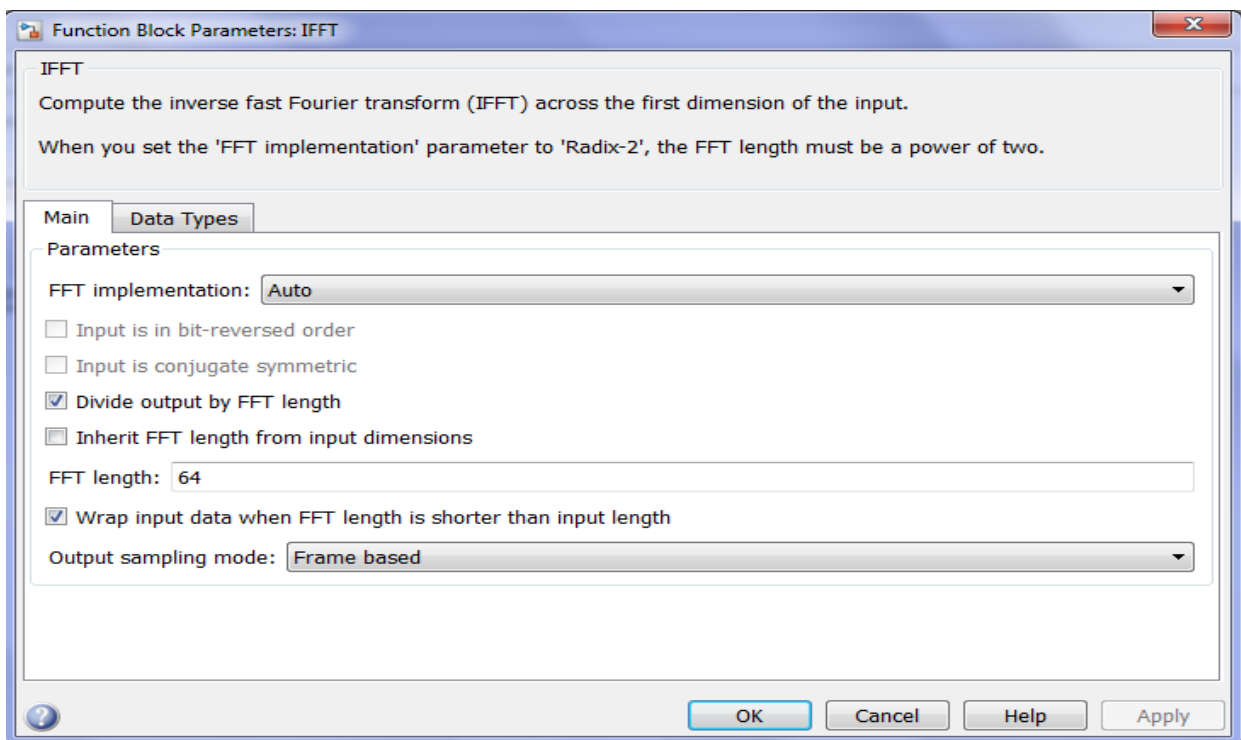 Function Block Parameters: IFFT
IFFT
Compute the inverse fast Fourier transform (IFFT) across the first dimension of the input.
When you set the 'FFT implementation' parameter to 'Radix-2', the FFT length must be a power of two.
Main Data Types
Parameters
FFT implementation: Auto
Input is in bit-reversed order
Input is conjugate symmetric
Divide output by FFT length
Inherit FFT length from input dimensions
FFT length: 64
Wrap input data when FFT length is shorter than input length
Output sampling mode: Frame based
OK Cancel Help Apply